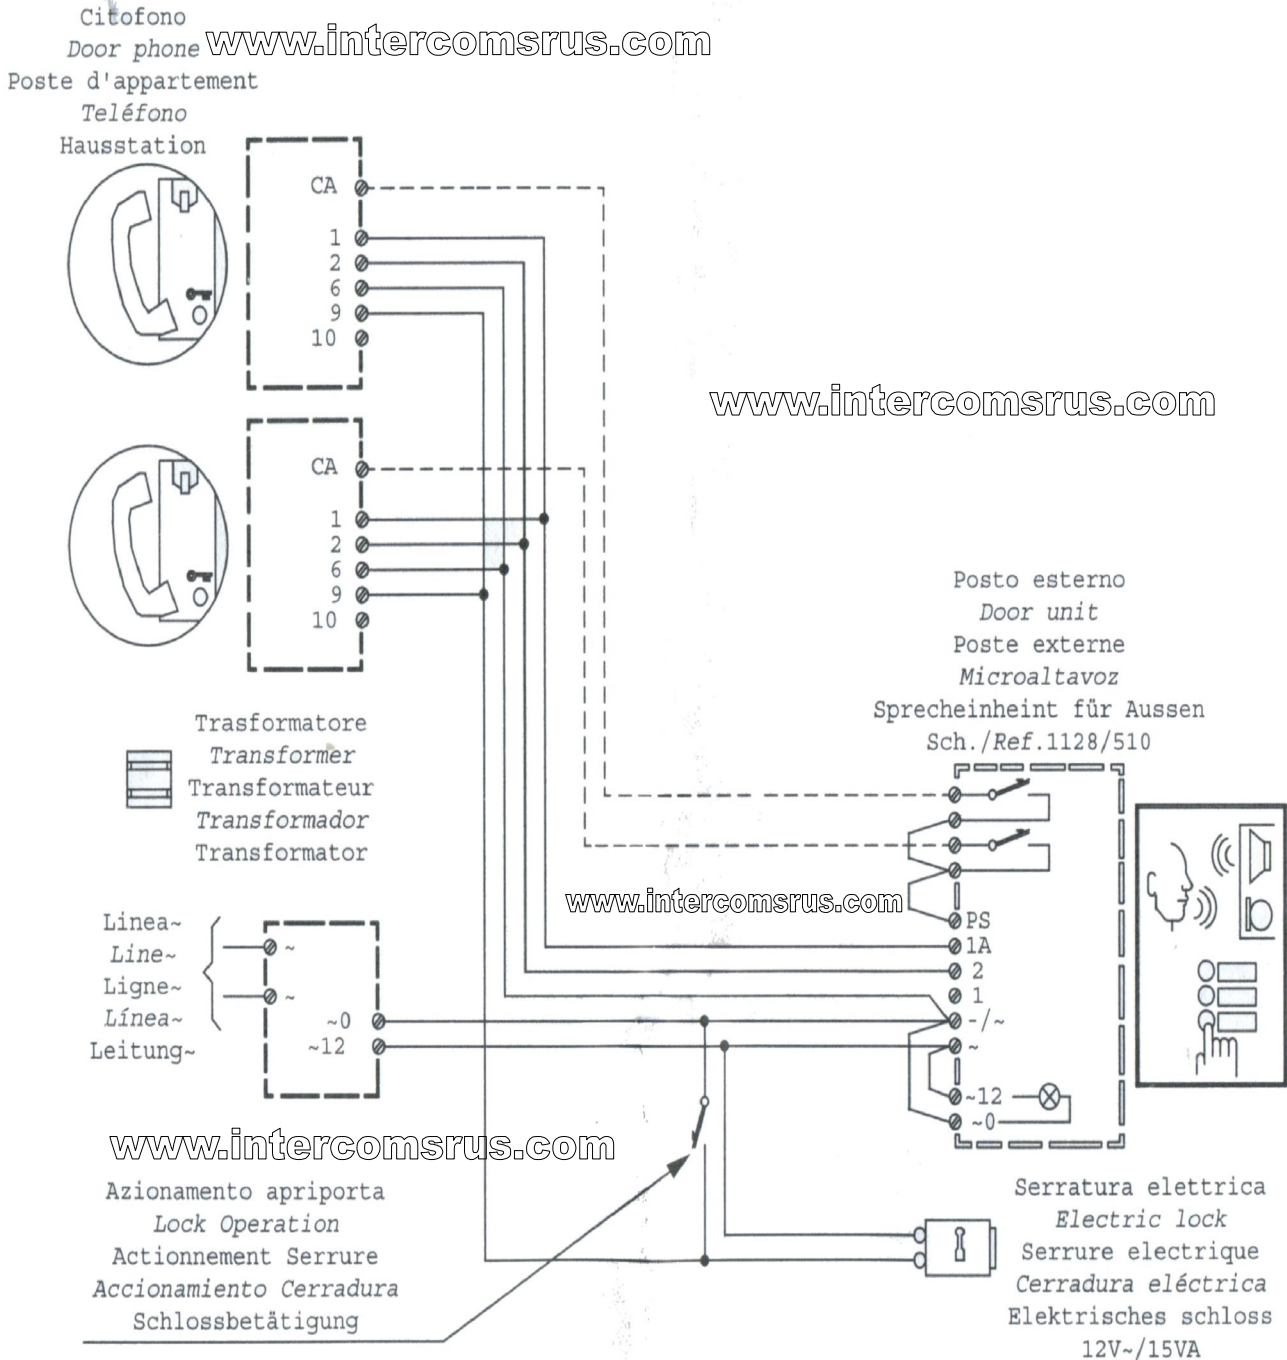 Citofono
Door phone
www.intercomsrus.com
Poste d'appartement
Teléfono
Hausstation
CA
1
2
6
9
10
www.intercomsrus.com
CA
1
2
6
9
10
Posto esterno
Door unit
Poste externe
Microaltavoz
Sprecheinheint für Aussen
Sch./Ref.1128/510
Trasformatore
Transformer
Transformateur
Transformador
Transformator
www.intercomsrus.com
PS
1A
2
1
-/~
~
~12
~0
Linea~
Line~
Ligne~
Línea~
Leitung~
~
~
~0
~12
www.intercomsrus.com
Azionamento apriporta
Lock Operation
Actionnement Serrure
Accionamiento Cerradura
Schlossbetätigung
Serratura elettrica
Electric lock
Serrure electrique
Cerradura eléctrica
Elektrisches schloss
12V~/15VA